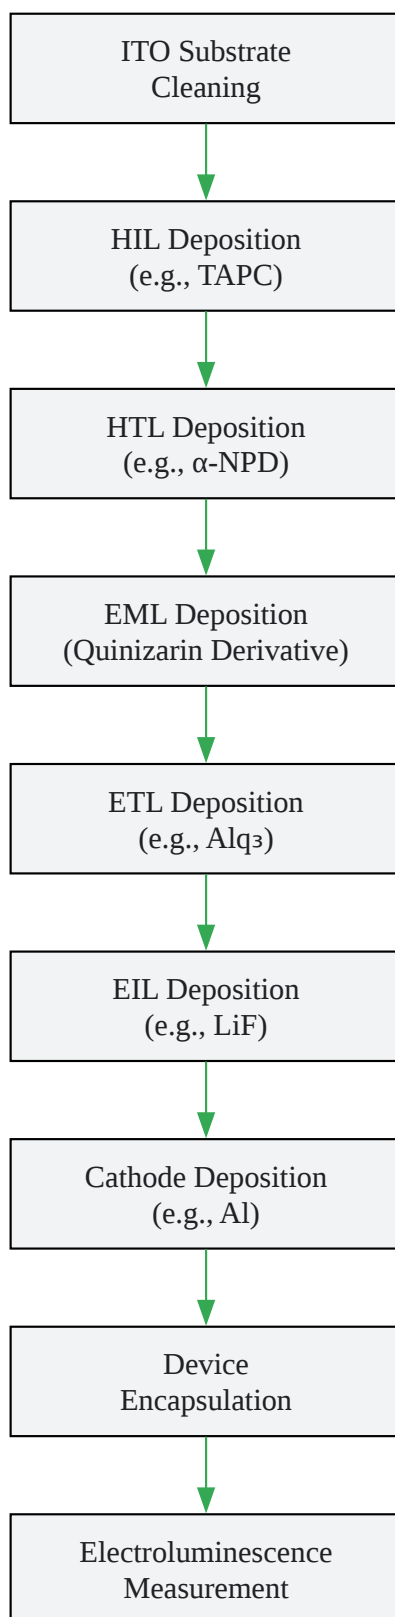 ITO Substrate
Cleaning
HIL Deposition
(e.g., TAPC)
HTL Deposition
(e.g., α-NPD)
EML Deposition
(Quinizarin Derivative)
ETL Deposition
(e.g., Alq₃)
EIL Deposition
(e.g., LiF)
Cathode Deposition
(e.g., Al)
Device
Encapsulation
Electroluminescence
Measurement